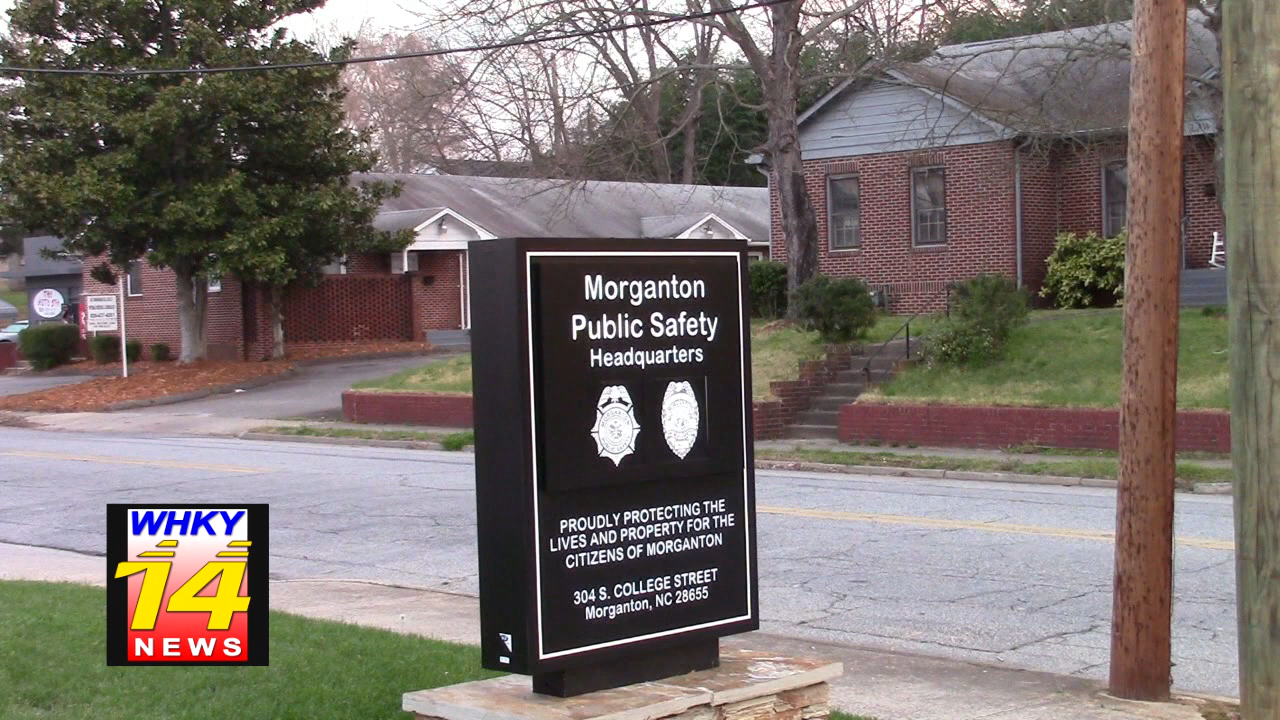 Morganton
Public Safety
Headquarters
PROUDLY PROTECTING THE
LIVES AND PROPERTY FOR THE
CITIZENS OF MORGANTON
304 S. COLLEGE STREET
Morganton, NC 28655
WHKY
14
NEWS